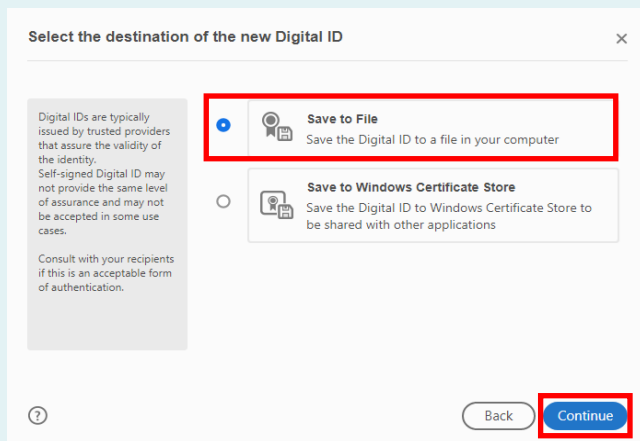 Select the destination of the new Digital ID
Digital IDs are typically
issued by trusted providers
that assure the validity of
the identity.
Self-signed Digital ID may
not provide the same level
of assurance and may not
be accepted in some use
cases.
Consult with your recipients
if this is an acceptable form
of authentication.
Save to File
Save the Digital ID to a file in your computer
Save to Windows Certificate Store
Save the Digital ID to Windows Certificate Store to
be shared with other applications
?
Back
Continue